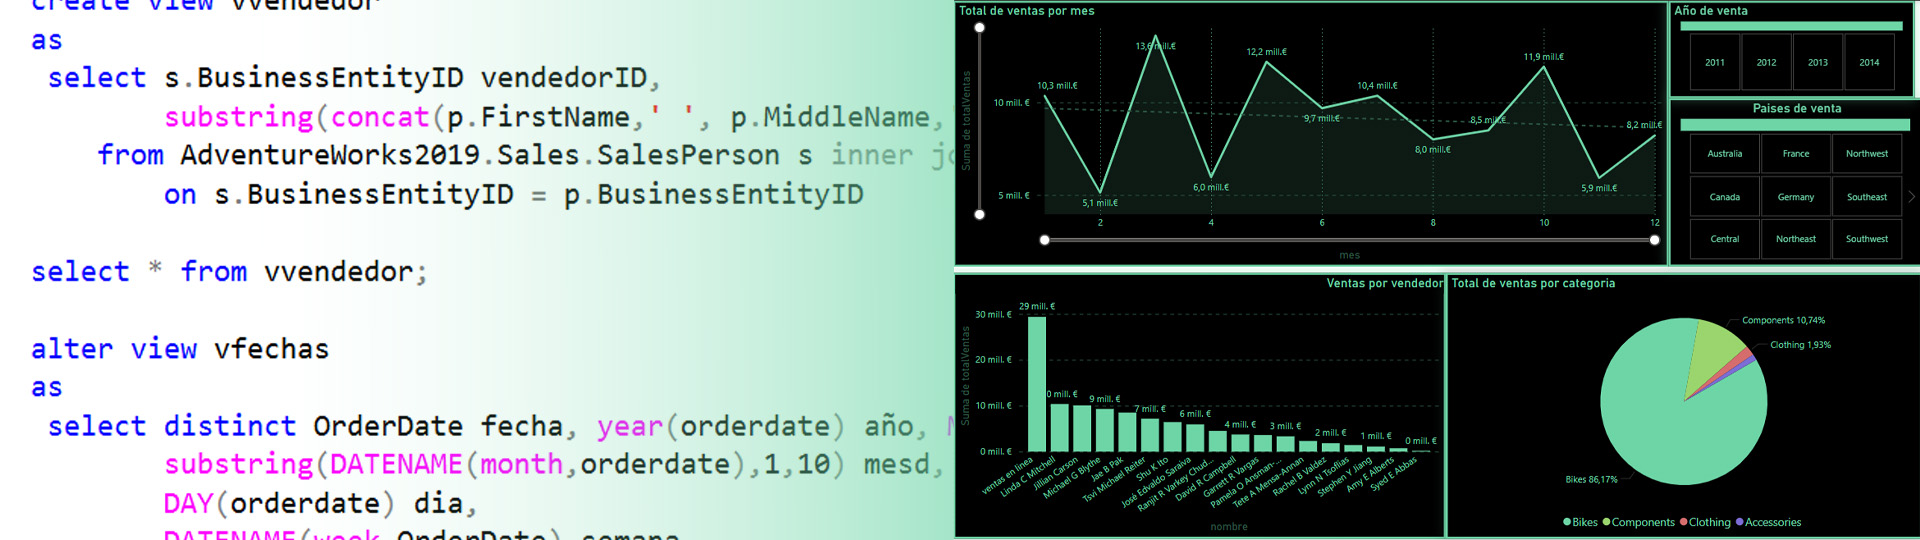 create view vvendedor
as
select s.BusinessEntityID vendedorID,
substring(concat(p.FirstName,' ', p.MiddleName,
from AdventureWorks2019.Sales.SalesPerson s inner jo
on s.BusinessEntityID = p.BusinessEntityID
select * from vvendedor;
alter view vfechas
as
select distinct OrderDate fecha, year(orderdate) año,
substring(DATENAME(month,orderdate),1,10) mesd,
DAY(orderdate) dia,
DATENAME(week,OrderDate) semana
Total de ventas por mes
Suma de totalVentas
10 mill. €
5 mill. €
10,3 mill.€
5,1 mill.€
13,6 mill.€
6,0 mill.€
12,2 mill.€
9,7 mill.€
10,4 mill.€
8,0 mill.€
8,5 mill.€
11,9 mill.€
5,9 mill.€
8,2 mill.€
2 4 6 8 10 12
mes
Año de venta
2011 2012 2013 2014
Paises de venta
Australia France Northwest
Canada Germany Southeast
Central Northeast Southwest
Ventas por vendedor
Suma de totalVentas
30 mill. €
20 mill. €
10 mill. €
0 mill. €
29 mill. €
0 mill. €
9 mill. €
7 mill. €
6 mill. €
4 mill. €
3 mill. €
2 mill. €
1 mill. €
0 mill. €
ventas en linea
Linda C Mitchell
Jillian Carson
Michael G Blythe
Jae B Pak
Tsvi Michael Reiter
Shu K Ito
José Edvaldo Saraiva
Ranjit R Varkey Chud...
David R Campbell
Garrett R Vargas
Pamela O Ansman-...
Tete A Mensa-Annan
Rachel B Valdez
Lynn N Tsoflias
Stephen Y Jiang
Amy E Alberts
Syed E Abbas
nombre
Total de ventas por categoria
Components 10,74%
Clothing 1,93%
Bikes 86,17%
Bikes Components Clothing Accessories